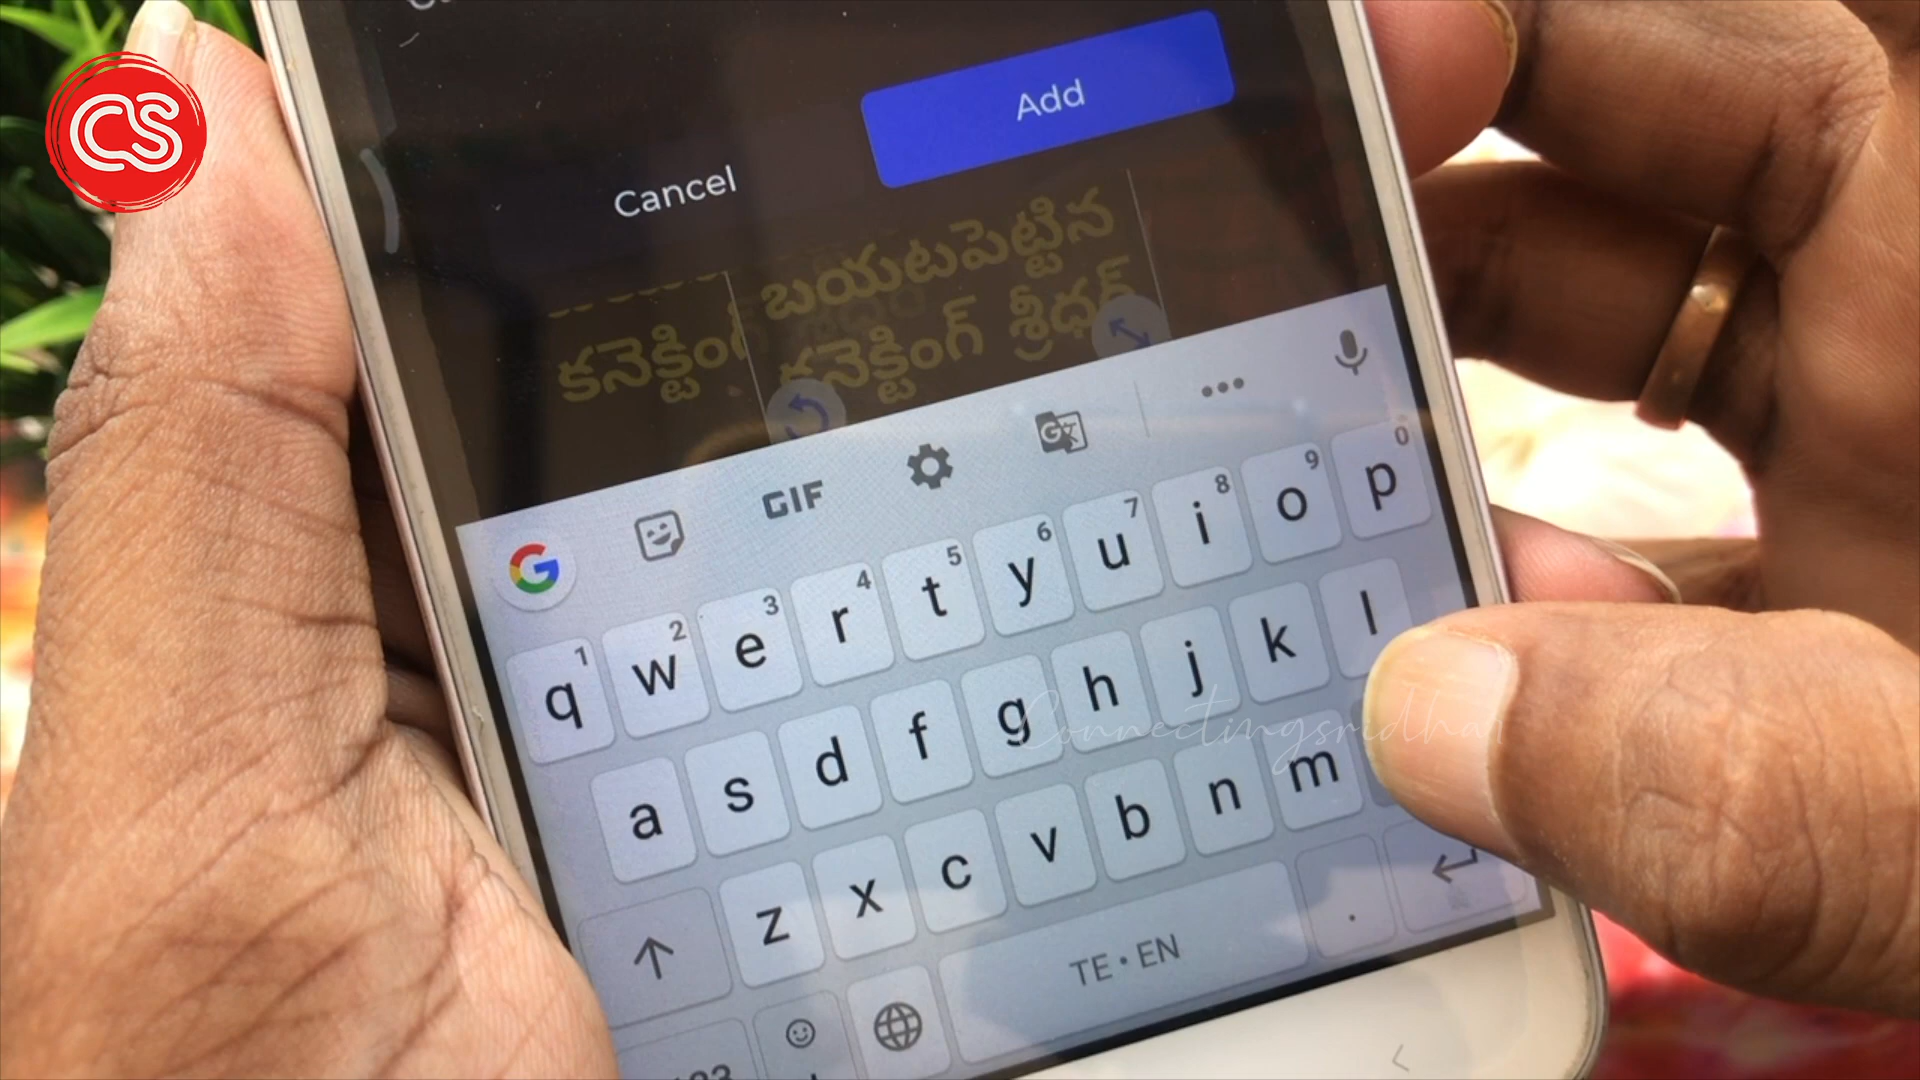 CS
Add
Cancel
బయటపెట్టిన
కనెక్టింగ్
కనెక్టింగ్ శ్రీధర్
GIF
G
1 2 3 4 5 6 7 8 9 0
q w e r t y u i o p
a s d f g h j k l
z x c v b n m
TE • EN .
Connectingsridhar